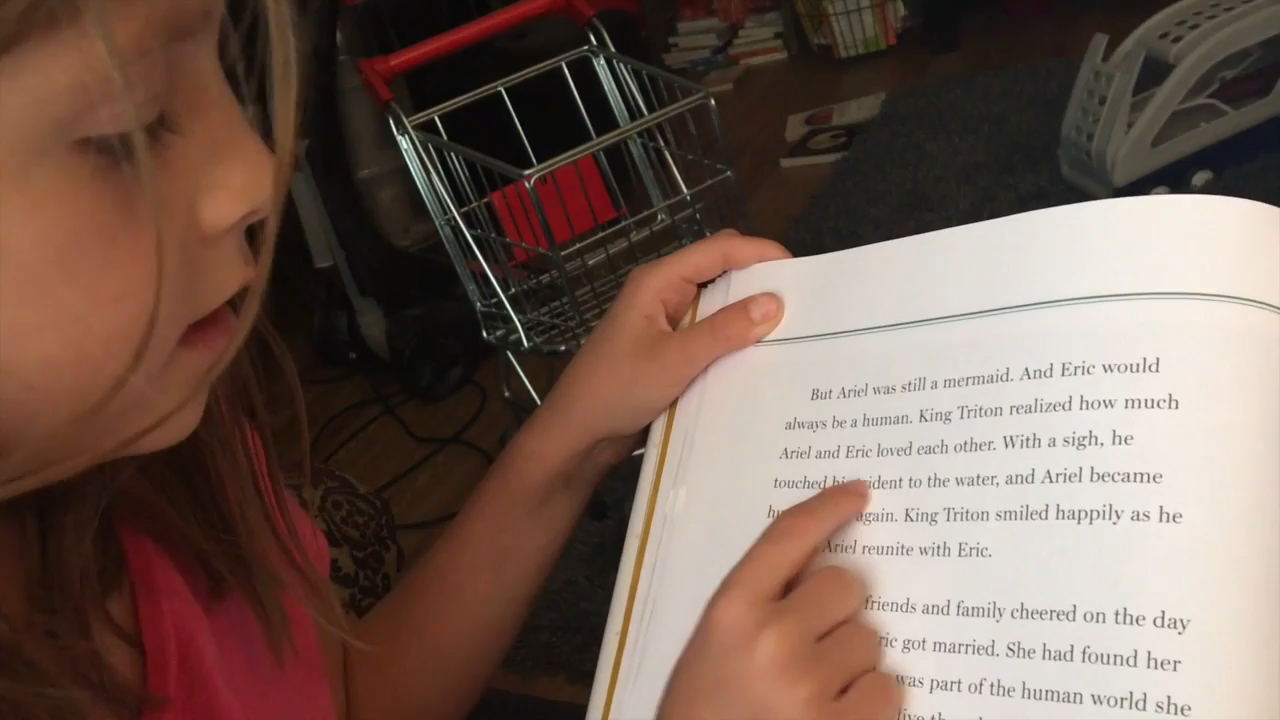 But Ariel was still a mermaid. And Eric would
always be a human. King Triton realized how much
Ariel and Eric loved each other. With a sigh, he
touched his trident to the water, and Ariel became
again. King Triton smiled happily as he
Ariel reunite with Eric.
friends and family cheered on the day
got married. She had found her
was part of the human world she